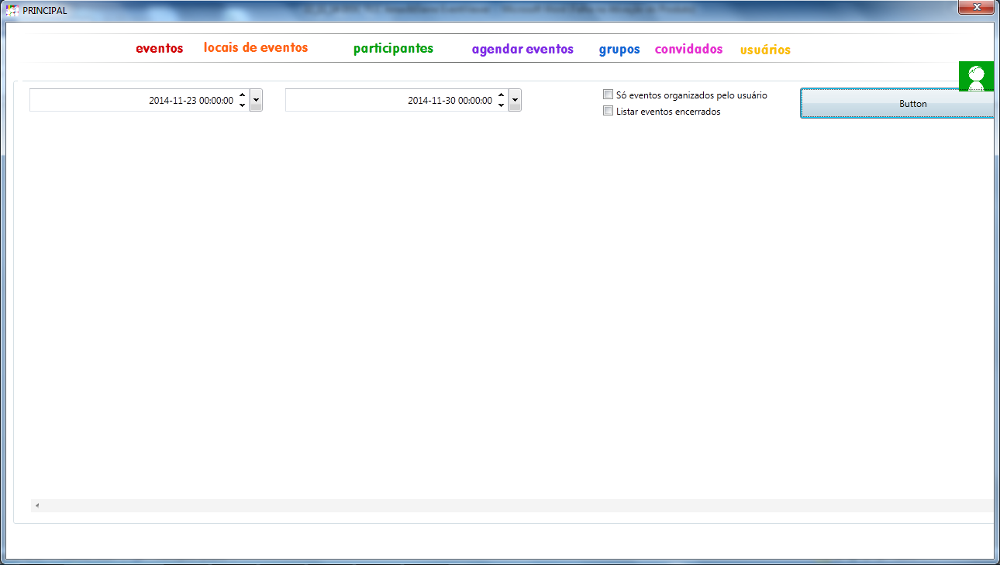 PRINCIPAL
eventos locais de eventos participantes agendar eventos grupos convidados usuários
2014-11-23 00:00:00 2014-11-30 00:00:00 Só eventos organizados pelo usuário Button
Listar eventos encerrados